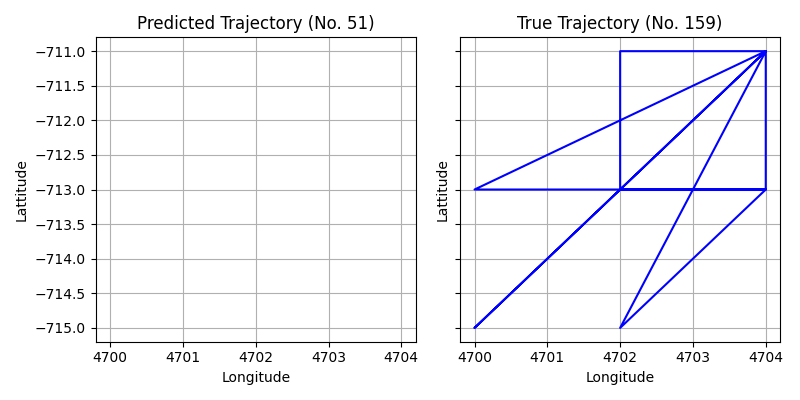 Predicted Trajectory (No. 51)
True Trajectory (No. 159)
−711.0
−711.5
−712.0
−712.5
−713.0
−713.5
−714.0
−714.5
−715.0
Lattitude
Lattitude
4700 4701 4702 4703 4704
4700 4701 4702 4703 4704
Longitude
Longitude